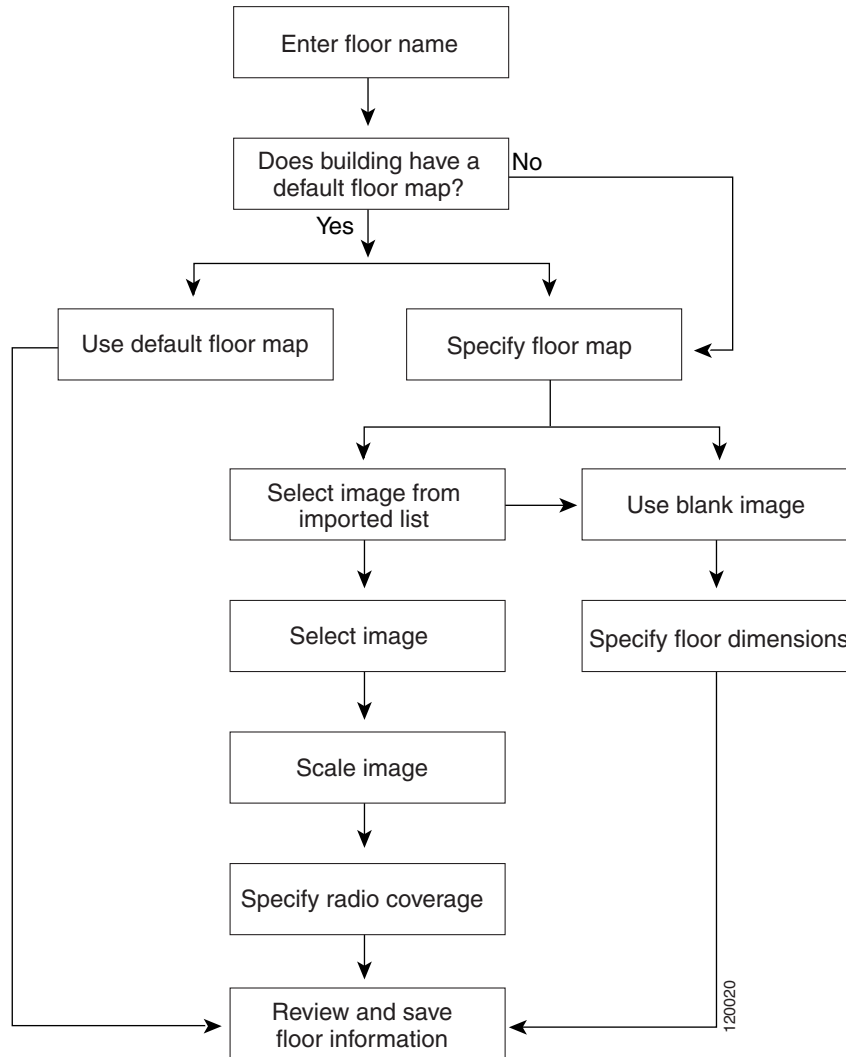 Enter floor name
Does building have a
default floor map?
No
Yes
Use default floor map
Specify floor map
Select image from
imported list
Use blank image
Select image
Specify floor dimensions
Scale image
Specify radio coverage
Review and save
floor information
120020